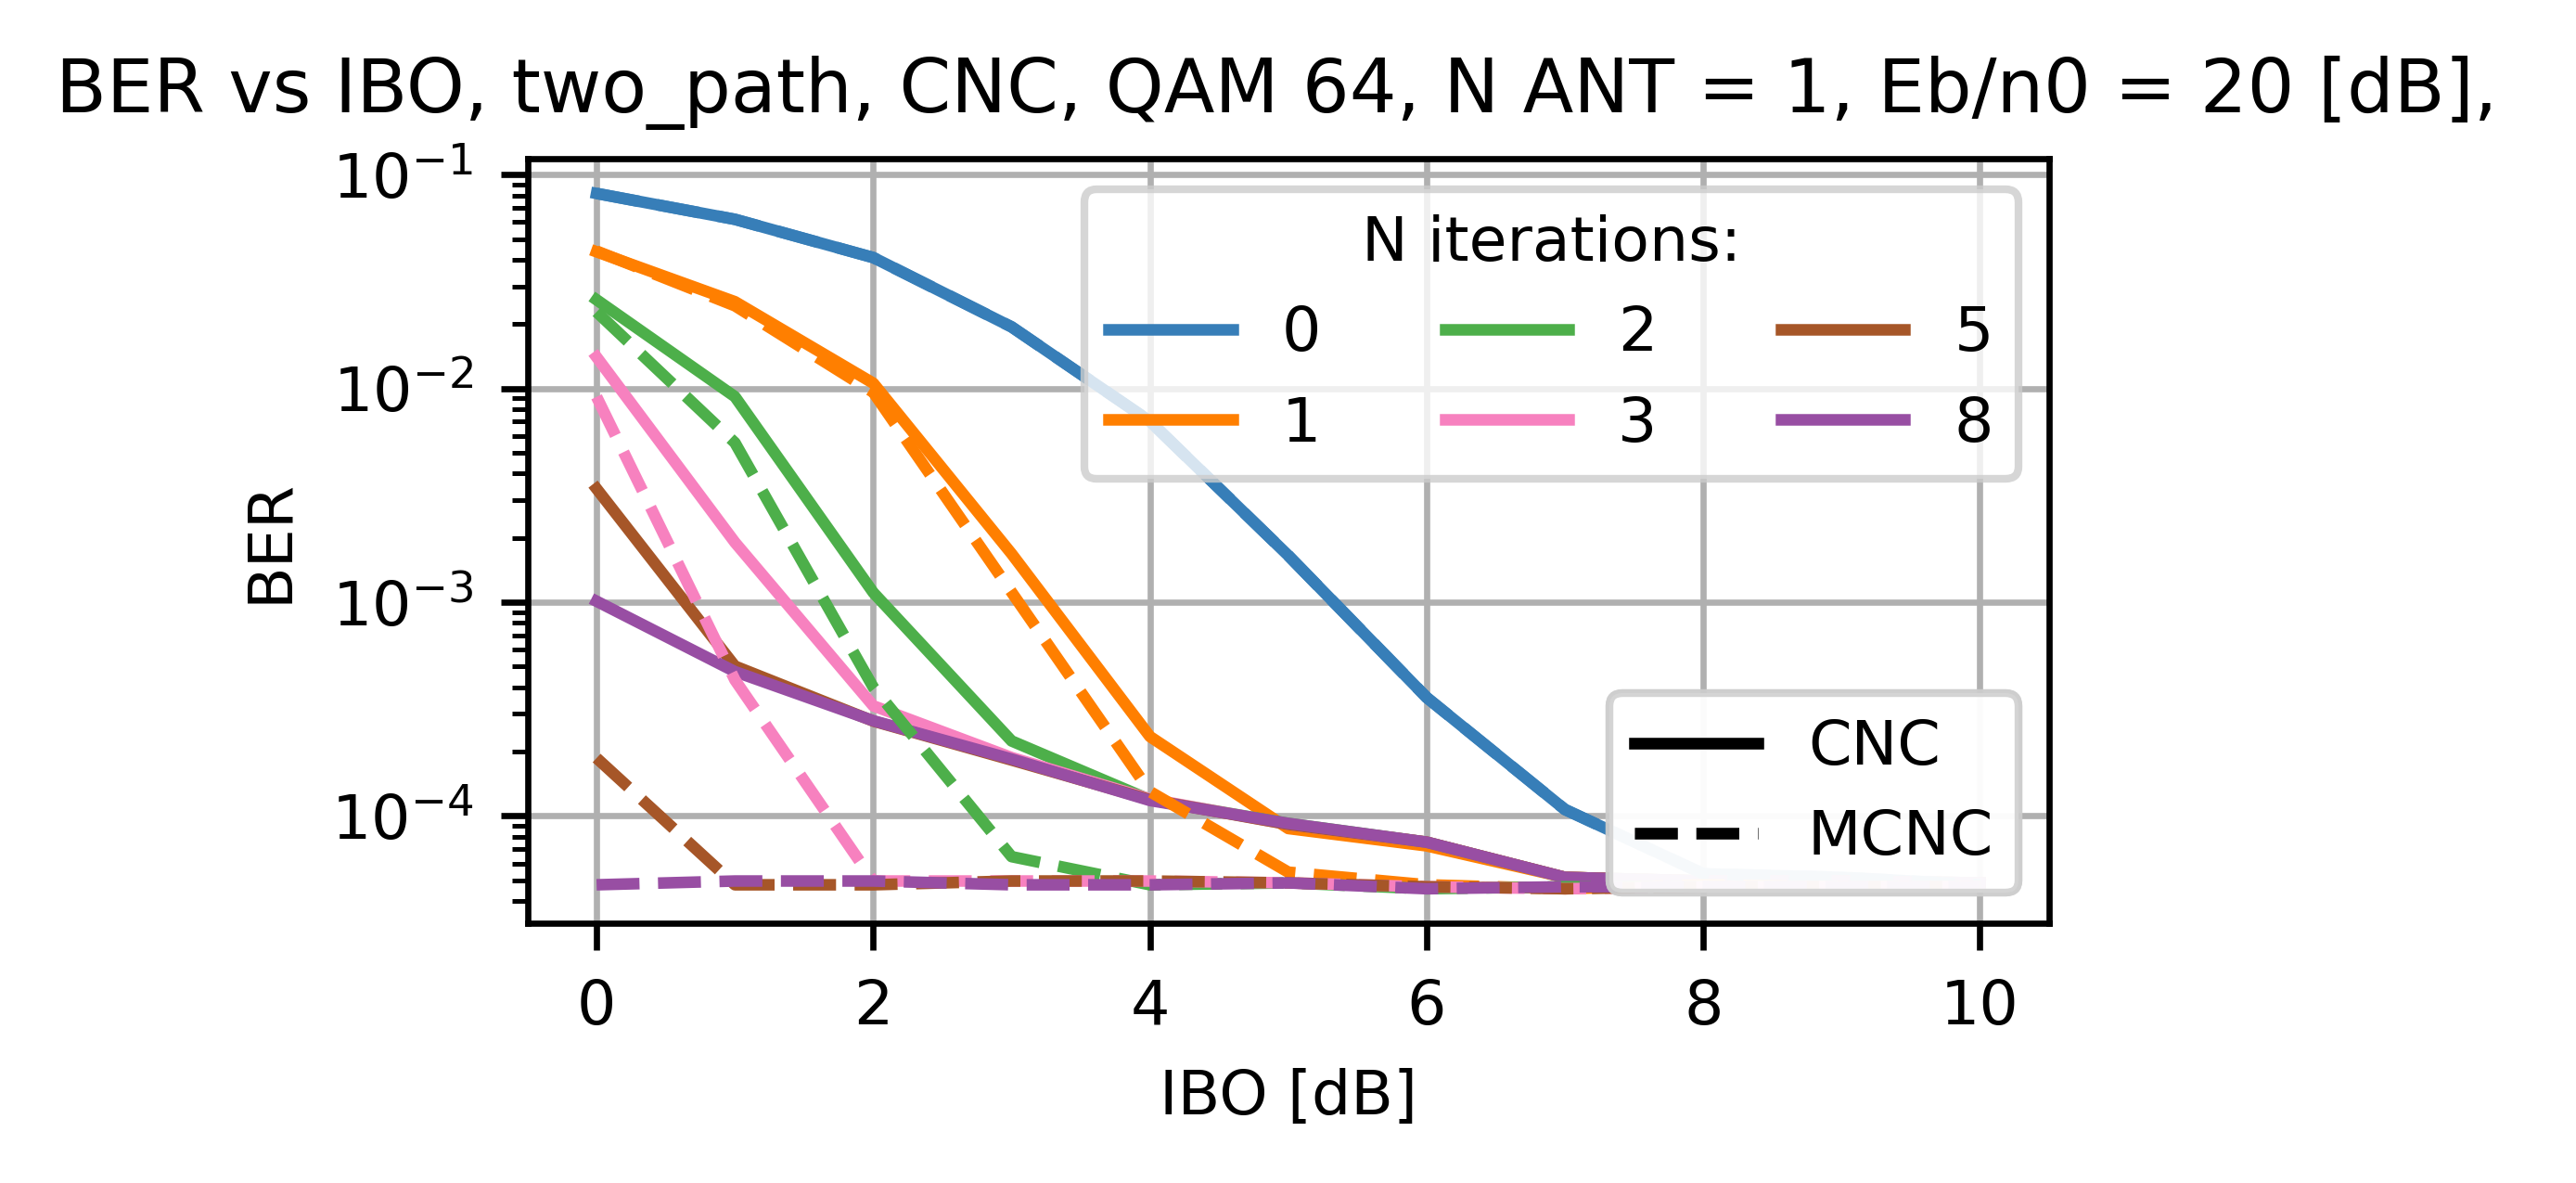 BER vs IBO, two_path, CNC, QAM 64, N ANT = 1, Eb/n0 = 20 [dB],
10⁻¹
10⁻²
10⁻³
10⁻⁴
BER
N iterations:
0 2 5
1 3 8
CNC
MCNC
0 2 4 6 8 10
IBO [dB]